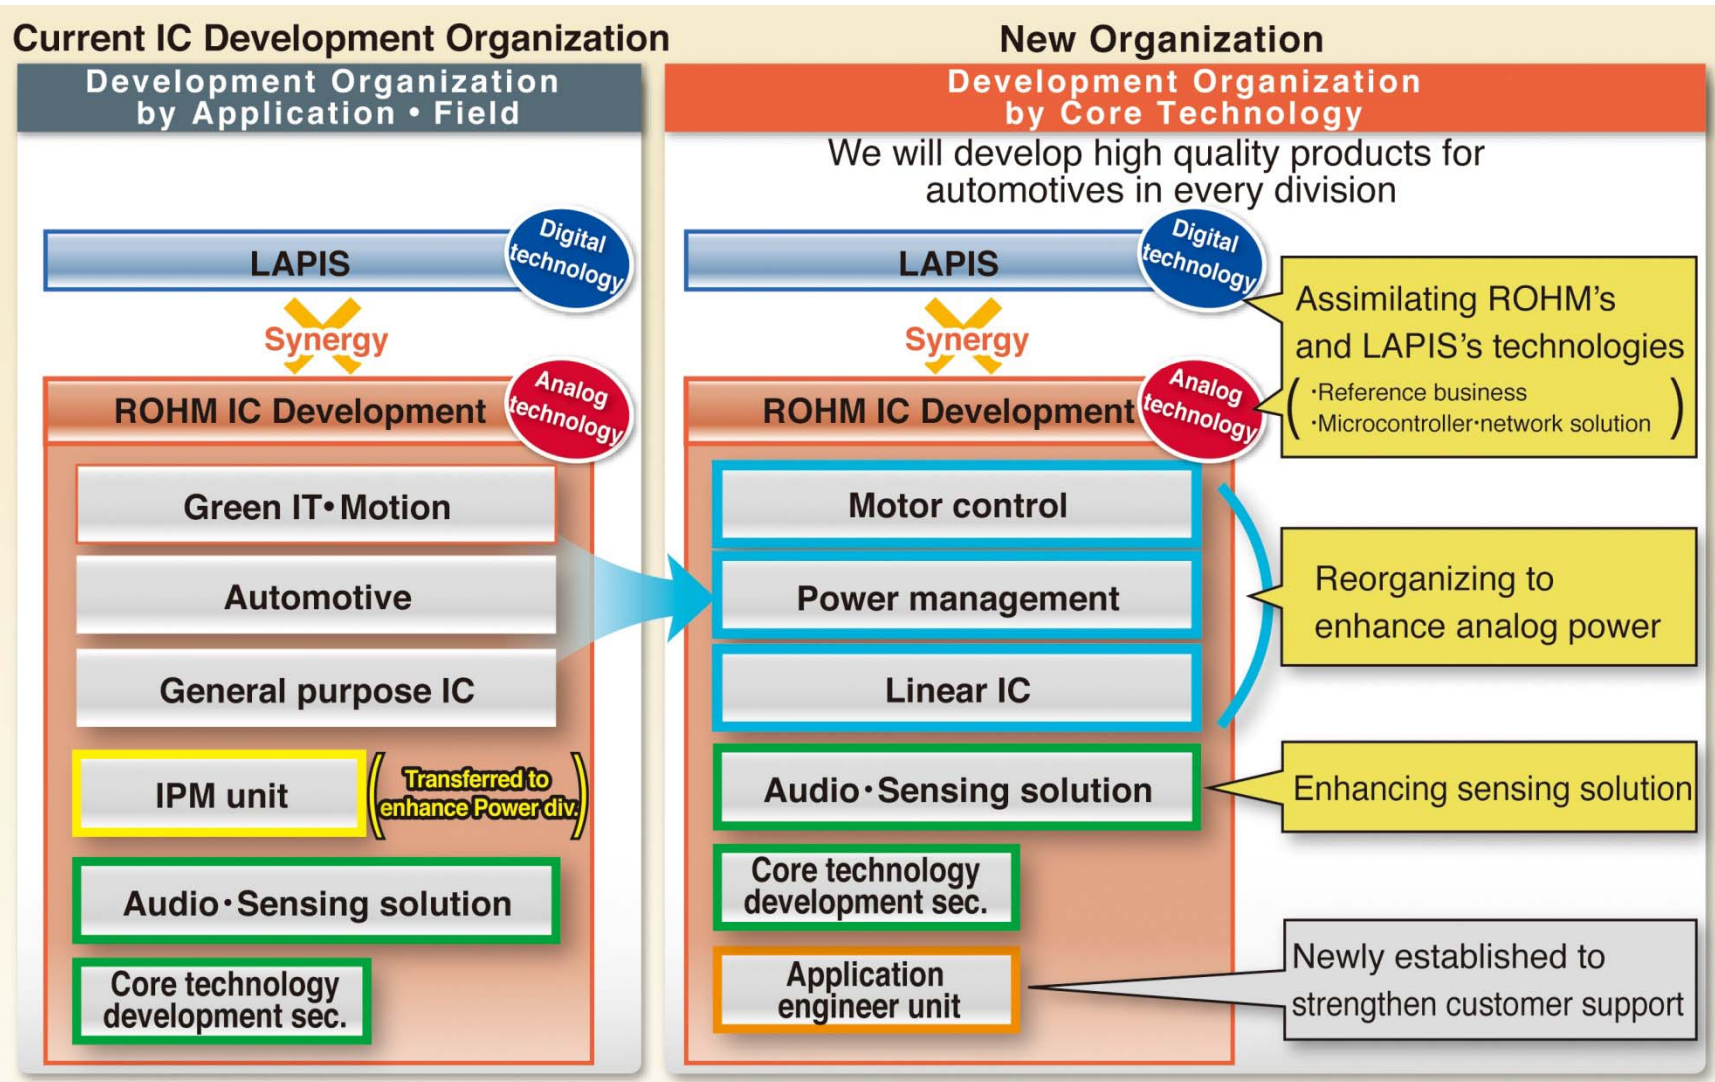 Current IC Development Organization
Development Organization
by Application • Field
LAPIS
Digital
technology
Synergy
ROHM IC Development
Analog
technology
Green IT•Motion
Automotive
General purpose IC
IPM unit
(Transferred to
enhance Power div.)
Audio・Sensing solution
Core technology
development sec.
New Organization
Development Organization
by Core Technology
We will develop high quality products for
automotives in every division
LAPIS
Digital
technology
Synergy
ROHM IC Development
Analog
technology
Assimilating ROHM's
and LAPIS's technologies
(・Reference business
・Microcontroller・network solution)
Motor control
Power management
Linear IC
Reorganizing to
enhance analog power
Audio・Sensing solution
Enhancing sensing solution
Core technology
development sec.
Application
engineer unit
Newly established to
strengthen customer support